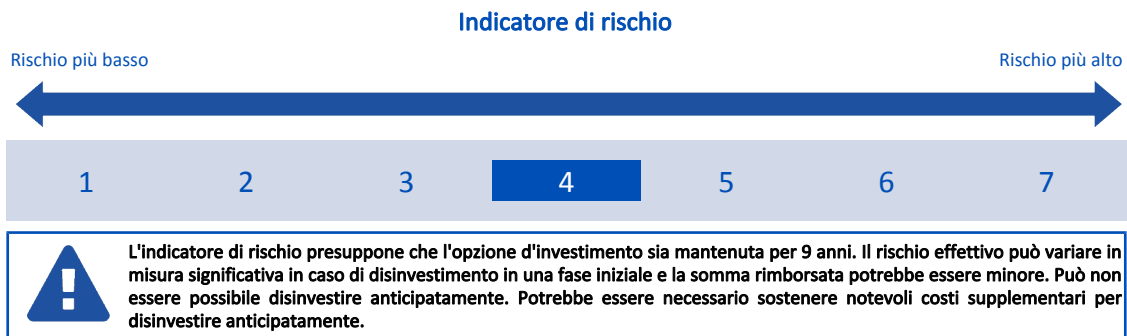 Indicatore di rischio
Rischio più basso
Rischio più alto
1 2 3 4 5 6 7
L'indicatore di rischio presuppone che l'opzione d'investimento sia mantenuta per 9 anni. Il rischio effettivo può variare in
misura significativa in caso di disinvestimento in una fase iniziale e la somma rimborsata potrebbe essere minore. Può non
essere possibile disinvestire anticipatamente. Potrebbe essere necessario sostenere notevoli costi supplementari per
disinvestire anticipatamente.